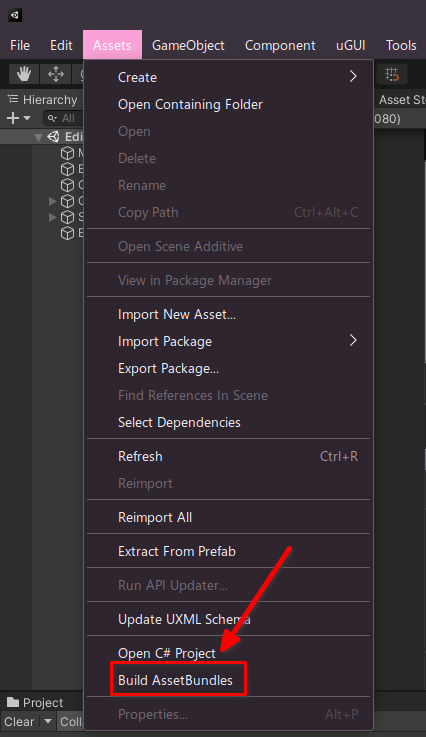 File Edit Assets GameObject Component uGUI Tools
Hierarchy
Asset St
All
080)
Edi
Create
Open Containing Folder
Open
Delete
Rename
Copy Path Ctrl+Alt+C
Open Scene Additive
View in Package Manager
Import New Asset...
Import Package
Export Package...
Find References In Scene
Select Dependencies
Refresh Ctrl+R
Reimport
Reimport All
Extract From Prefab
Run API Updater...
Update UXML Schema
Open C# Project
Build AssetBundles
Properties... Alt+P
Project
Clear Colla